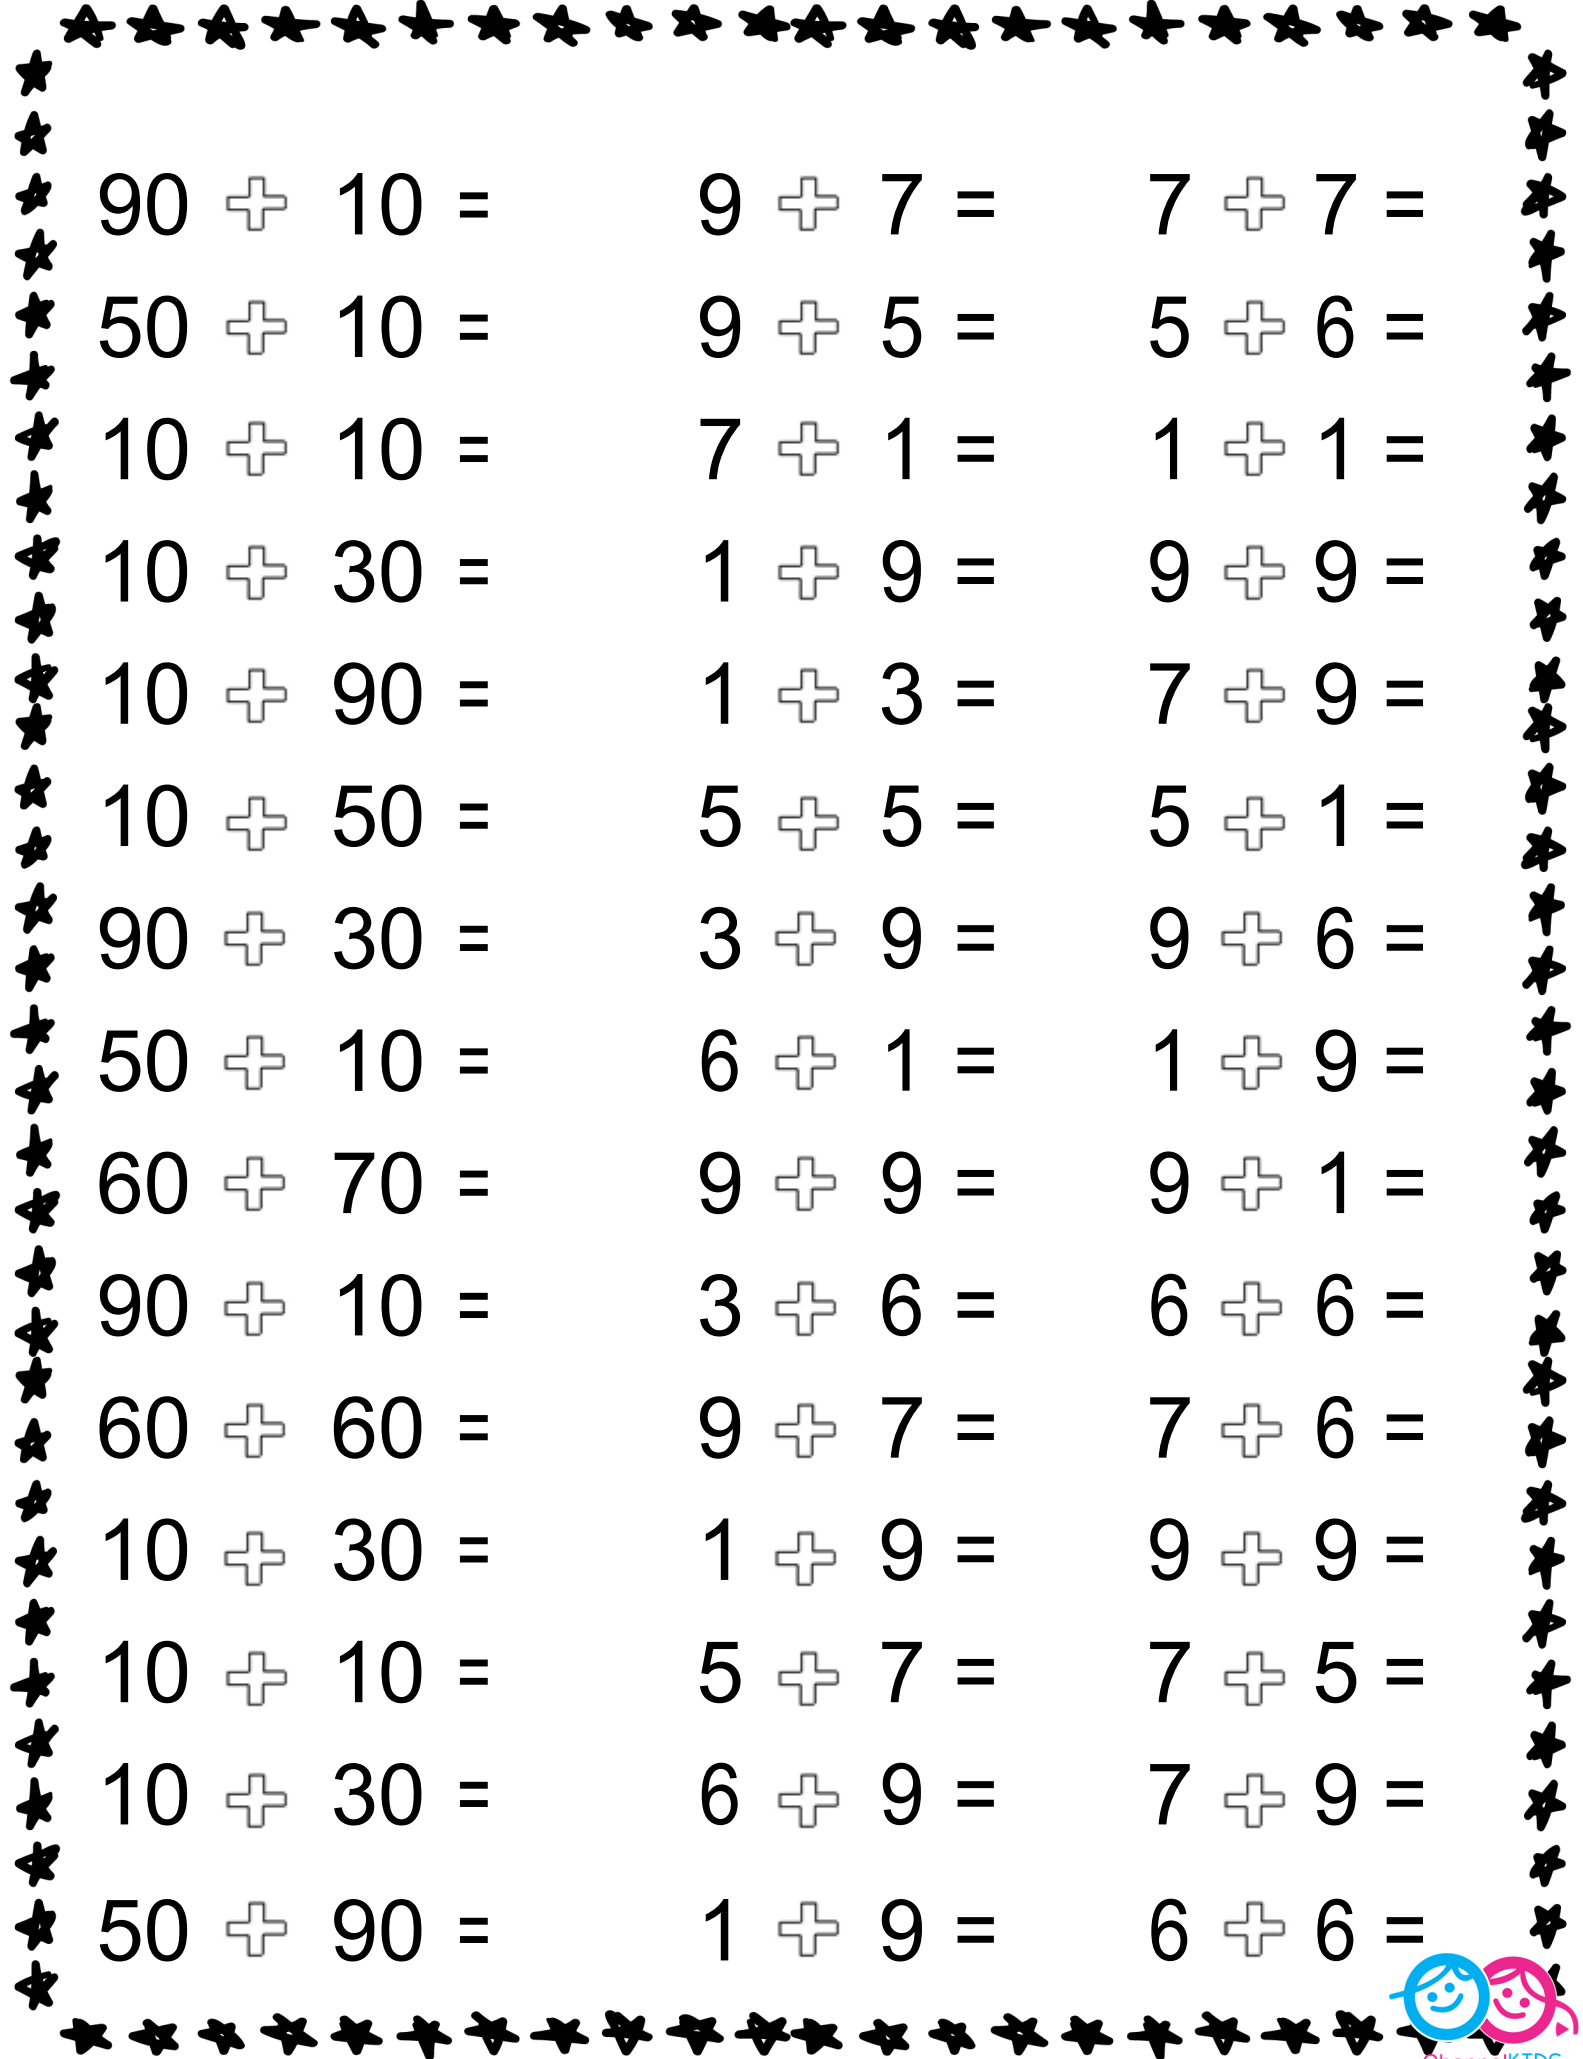 90 + 10 = 9 + 7 = 7 + 7 =
50 + 10 = 9 + 5 = 5 + 6 =
10 + 10 = 7 + 1 = 1 + 1 =
10 + 30 = 1 + 9 = 9 + 9 =
10 + 90 = 1 + 3 = 7 + 9 =
10 + 50 = 5 + 5 = 5 + 1 =
90 + 30 = 3 + 9 = 9 + 6 =
50 + 10 = 6 + 1 = 1 + 9 =
60 + 70 = 9 + 9 = 9 + 1 =
90 + 10 = 3 + 6 = 6 + 6 =
60 + 60 = 9 + 7 = 7 + 6 =
10 + 30 = 1 + 9 = 9 + 9 =
10 + 10 = 5 + 7 = 7 + 5 =
10 + 30 = 6 + 9 = 7 + 9 =
50 + 90 = 1 + 9 = 6 + 6 =